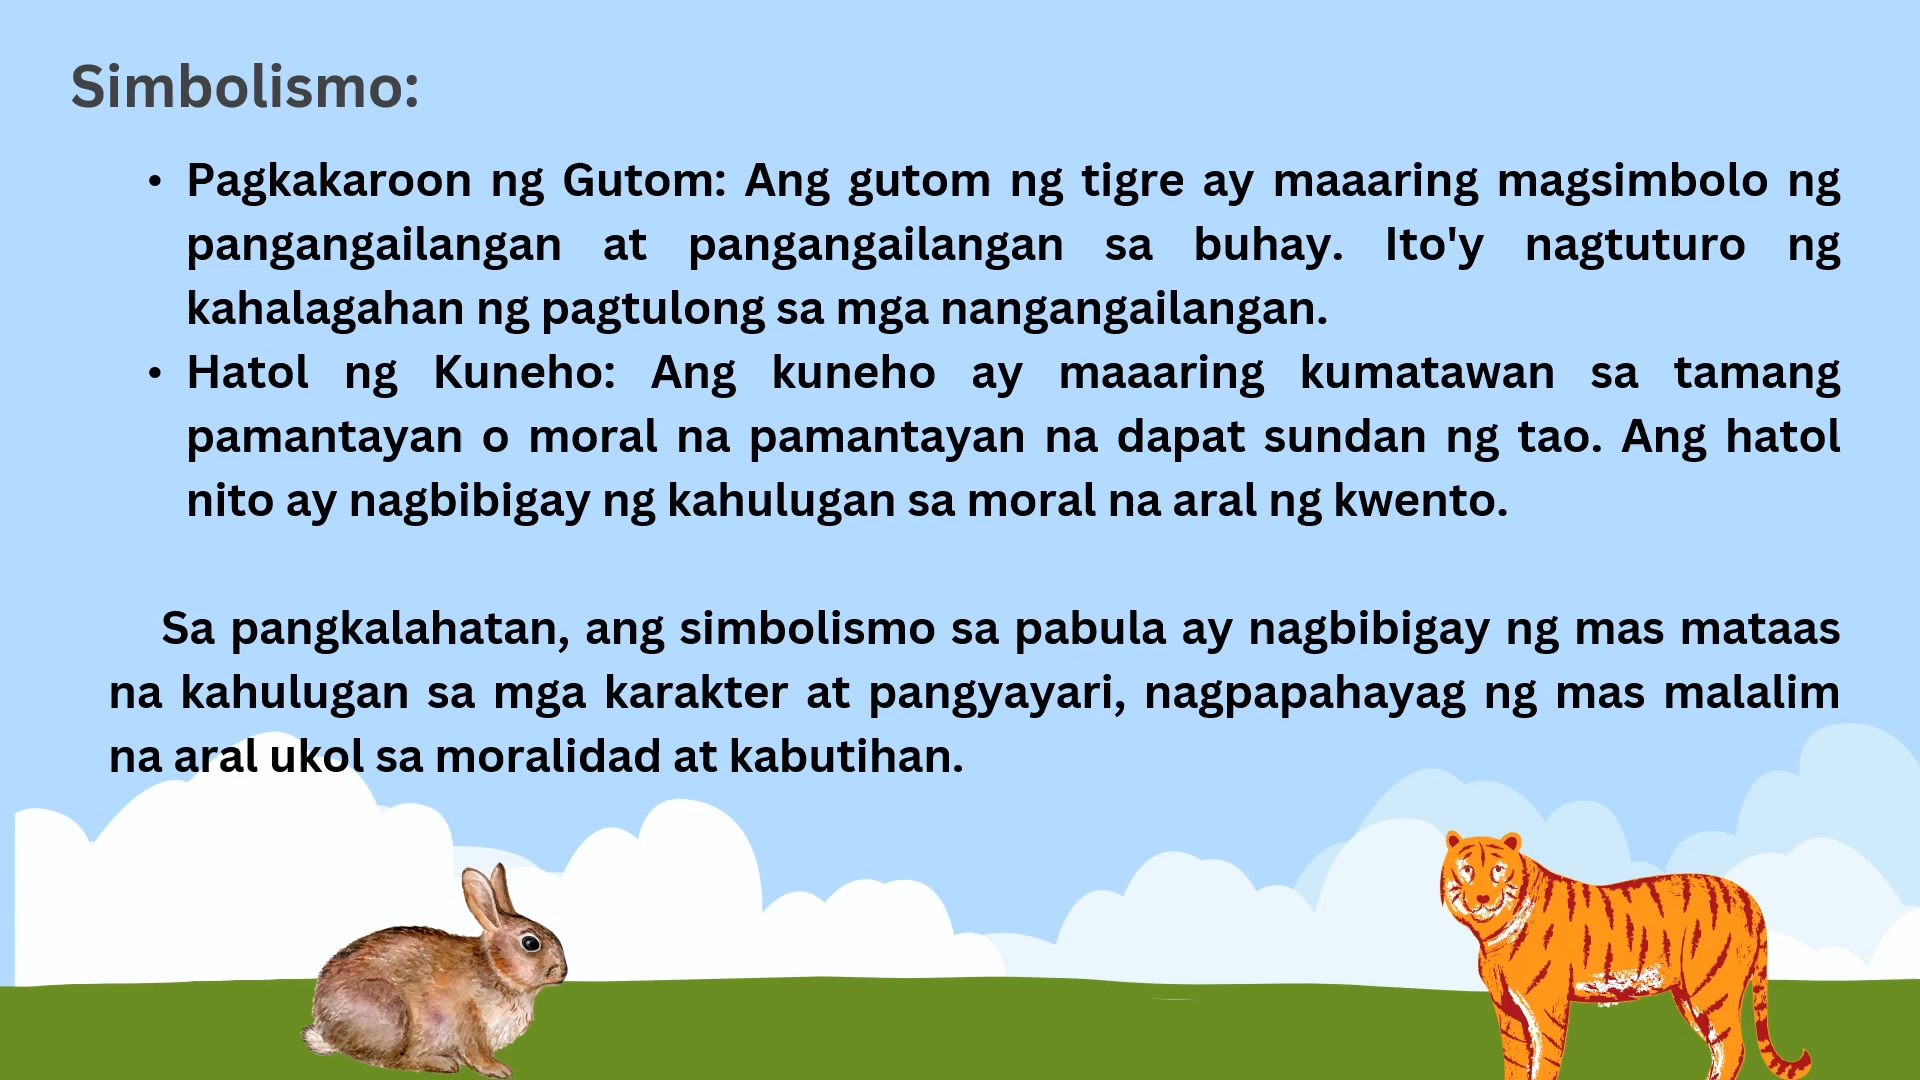 Simbolismo:
• Pagkakaroon ng Gutom: Ang gutom ng tigre ay maaaring magsimbolo ng
pangangailangan at pangangailangan sa buhay. Ito'y nagtuturo ng
kahalagahan ng pagtulong sa mga nangangailangan.
• Hatol ng Kuneho: Ang kuneho ay maaaring kumatawan sa tamang
pamantayan o moral na pamantayan na dapat sundan ng tao. Ang hatol
nito ay nagbibigay ng kahulugan sa moral na aral ng kwento.
Sa pangkalahatan, ang simbolismo sa pabula ay nagbibigay ng mas mataas
na kahulugan sa mga karakter at pangyayari, nagpapahayag ng mas malalim
na aral ukol sa moralidad at kabutihan.